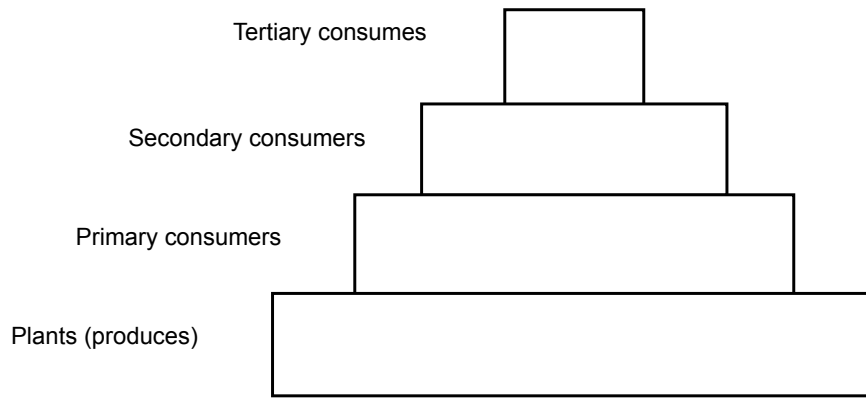 Tertiary consumes
Secondary consumers
Primary consumers
Plants (produces)